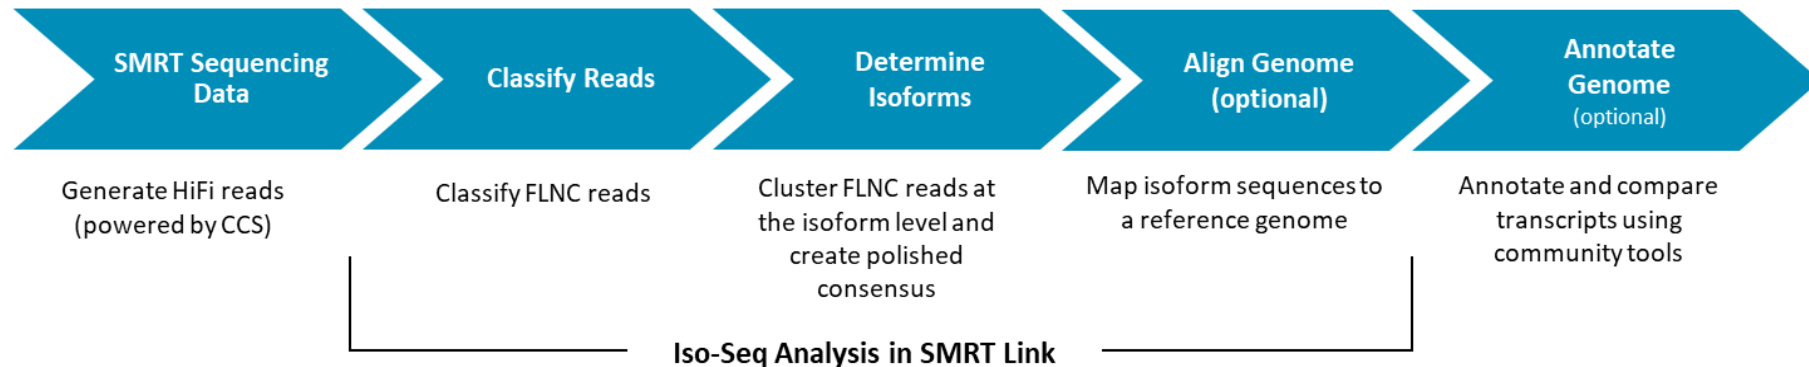 SMRT Sequencing
Data
Classify Reads
Determine
Isoforms
Align Genome
(optional)
Annotate
Genome
(optional)
Generate HiFi reads
(powered by CCS)
Classify FLNC reads
Cluster FLNC reads at
the isoform level and
create polished
consensus
Map isoform sequences to
a reference genome
Annotate and compare
transcripts using
community tools
Iso-Seq Analysis in SMRT Link